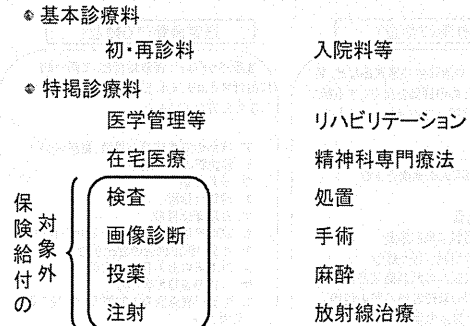 基本診療料
初・再診料 入院料等
特掲診療料
医学管理等 リハビリテーション
在宅医療 精神科専門療法
検査 処置
画像診断 手術
投薬 麻酔
注射 放射線治療
保険給付の
対象外